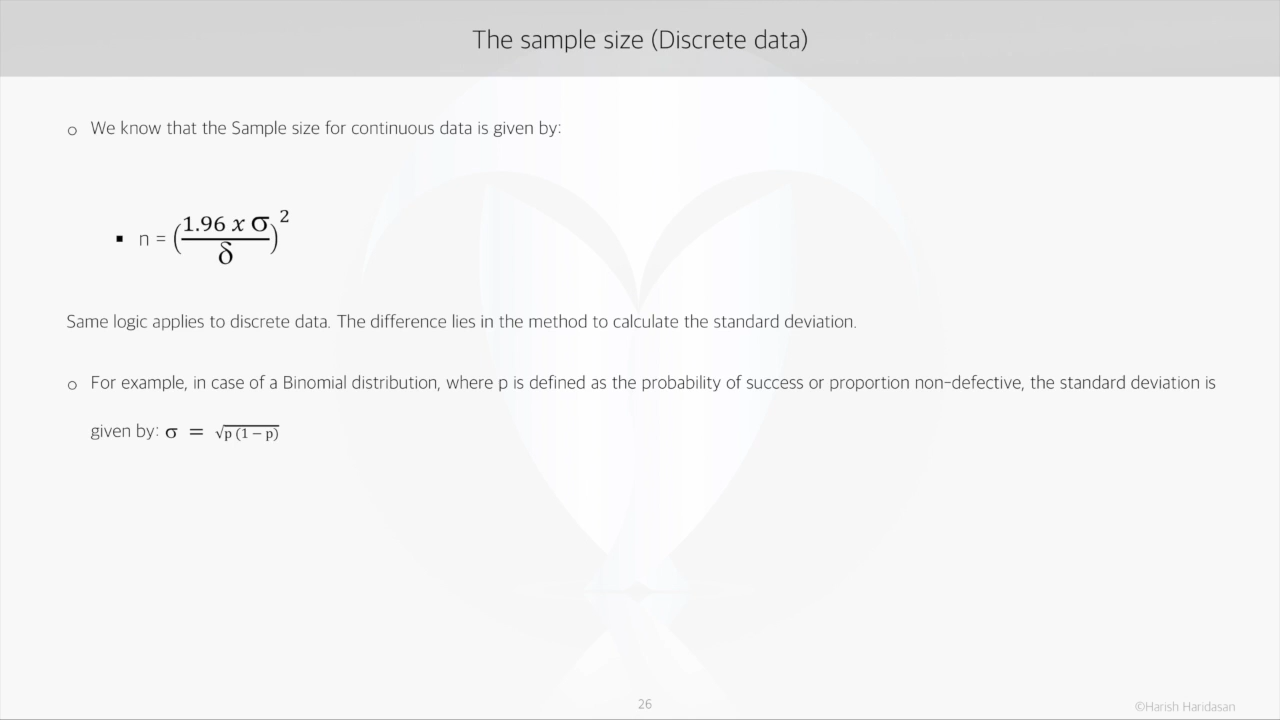 The sample size (Discrete data)
o We know that the Sample size for continuous data is given by:
▪ n = (1.96 x σ / δ)²
Same logic applies to discrete data. The difference lies in the method to calculate the standard deviation.
o For example, in case of a Binomial distribution, where p is defined as the probability of success or proportion non-defective, the standard deviation is
given by: σ = √p (1 − p)
26
©Harish Haridasan